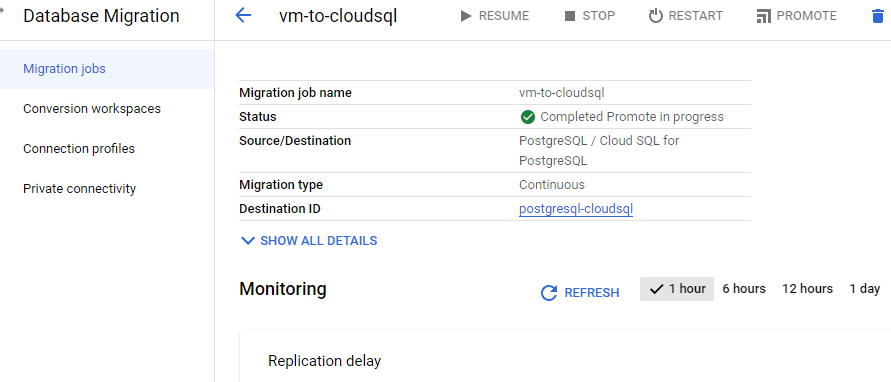 Database Migration
vm-to-cloudsql
RESUME
STOP
RESTART
PROMOTE
Migration jobs
Conversion workspaces
Connection profiles
Private connectivity
Migration job name vm-to-cloudsql
Status Completed Promote in progress
Source/Destination PostgreSQL / Cloud SQL for
PostgreSQL
Migration type Continuous
Destination ID postgresql-cloudsql
SHOW ALL DETAILS
Monitoring
REFRESH
1 hour 6 hours 12 hours 1 day
Replication delay